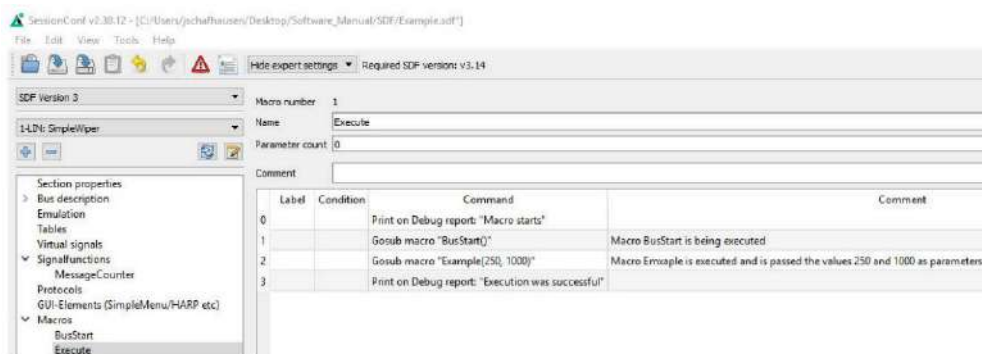 SessionConf v2.30.12 - [C:/Users/jschafhausen/Desktop/Software_Manual/SDF/Example.sdf*]
File Edit View Tools Help
Hide expert settings Required SDF version: v3.14
SDF Version 3
1-LIN: SimpleWiper
Macro number 1
Name Execute
Parameter count 0
Comment
Section properties
Bus description
Emulation
Tables
Virtual signals
Signalfunctions
MessageCounter
Protocols
GUI-Elements (SimpleMenu/HARP etc)
Macros
BusStart
Execute
Label Condition Command Comment
0 Print on Debug report: "Macro starts"
1 Gosub macro "BusStart()" Macro BusStart is being executed
2 Gosub macro "Example(250, 1000)" Macro Emxaple is executed and is passed the values 250 and 1000 as parameters
3 Print on Debug report: "Execution was successful"